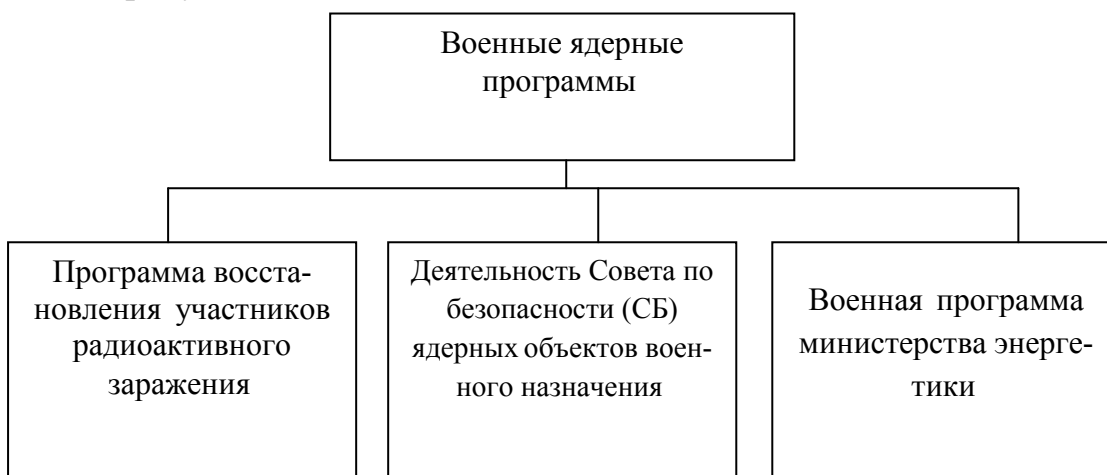 Военные ядерные
программы
Программа восста-
новления участников
радиоактивного
заражения
Деятельность Совета по
безопасности (СБ)
ядерных объектов воен-
ного назначения
Военная программа
министерства энерге-
тики